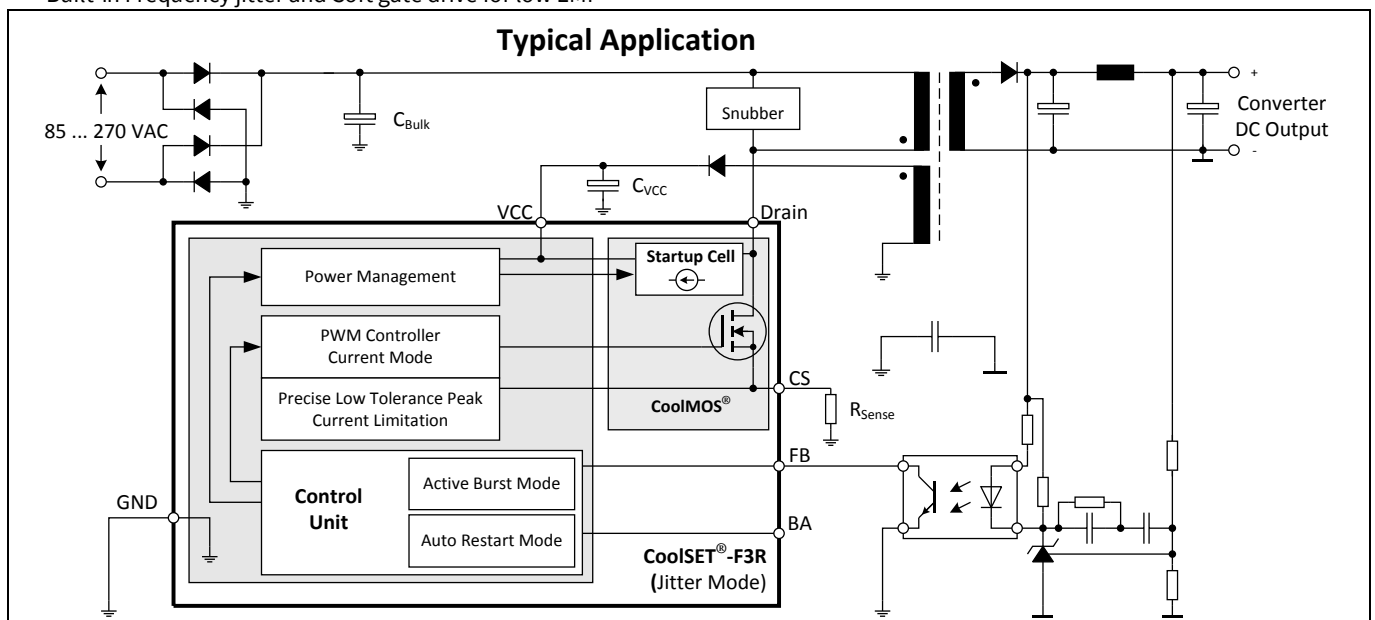 Built-in Frequency jitter and Soft gate drive for low EMI
Typical Application
85 ... 270 VAC
CBulk
Snubber
+
Converter
DC Output
-
CVCC
VCC
Drain
Power Management
Startup Cell
PWM Controller
Current Mode
Precise Low Tolerance Peak
Current Limitation
CoolMOS®
CS
RSense
FB
Control
Unit
Active Burst Mode
GND
BA
Auto Restart Mode
CoolSET®-F3R
(Jitter Mode)